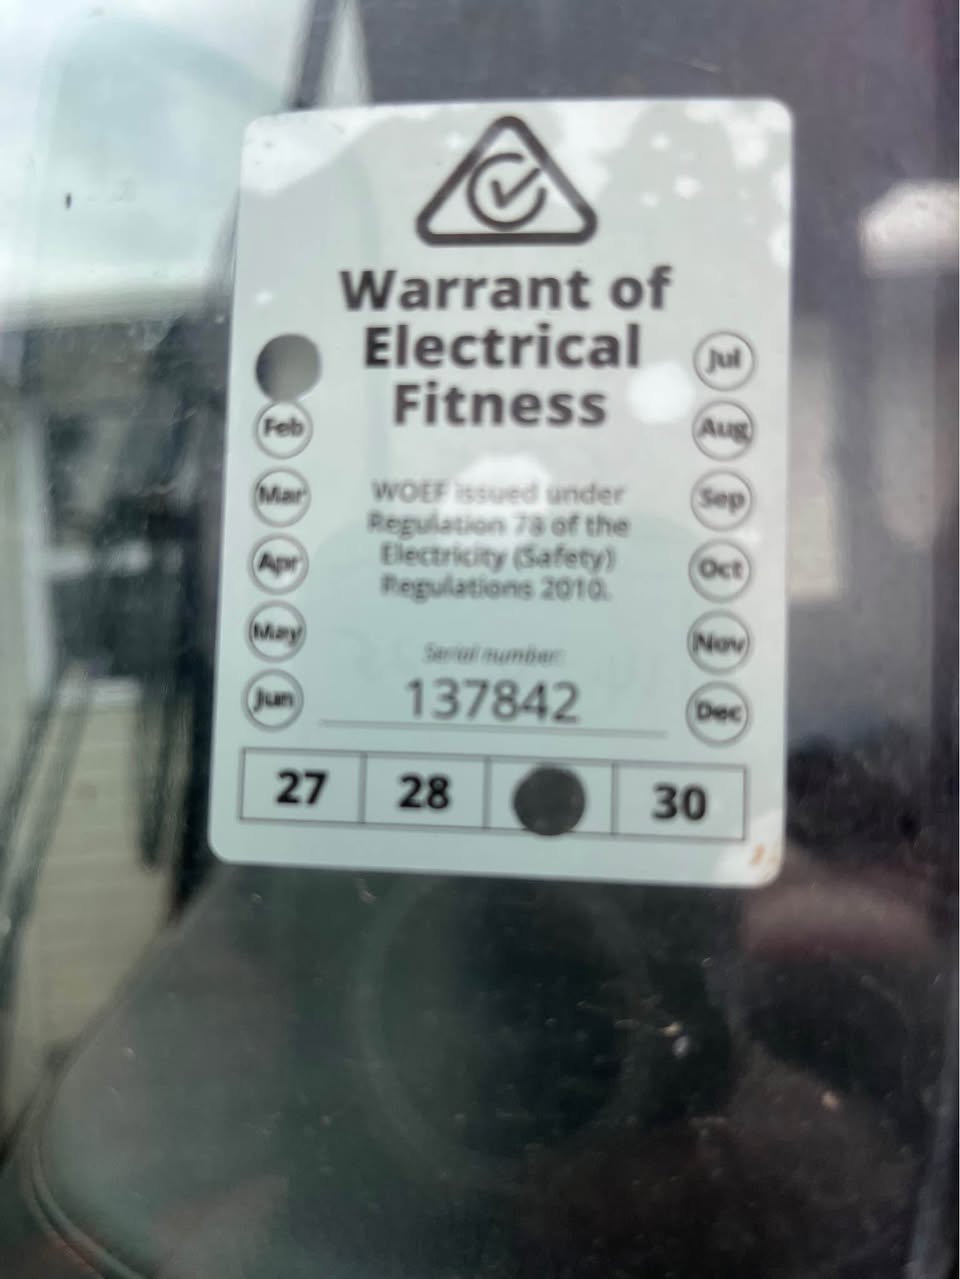 Warrant of
Electrical
Fitness
Feb
Mar
Apr
May
Jun
Jul
Aug
Sep
Oct
Nov
Dec
WOEF issued under
Regulation 78 of the
Electricity (Safety)
Regulations 2010.
Serial number:
137842
27 28 30